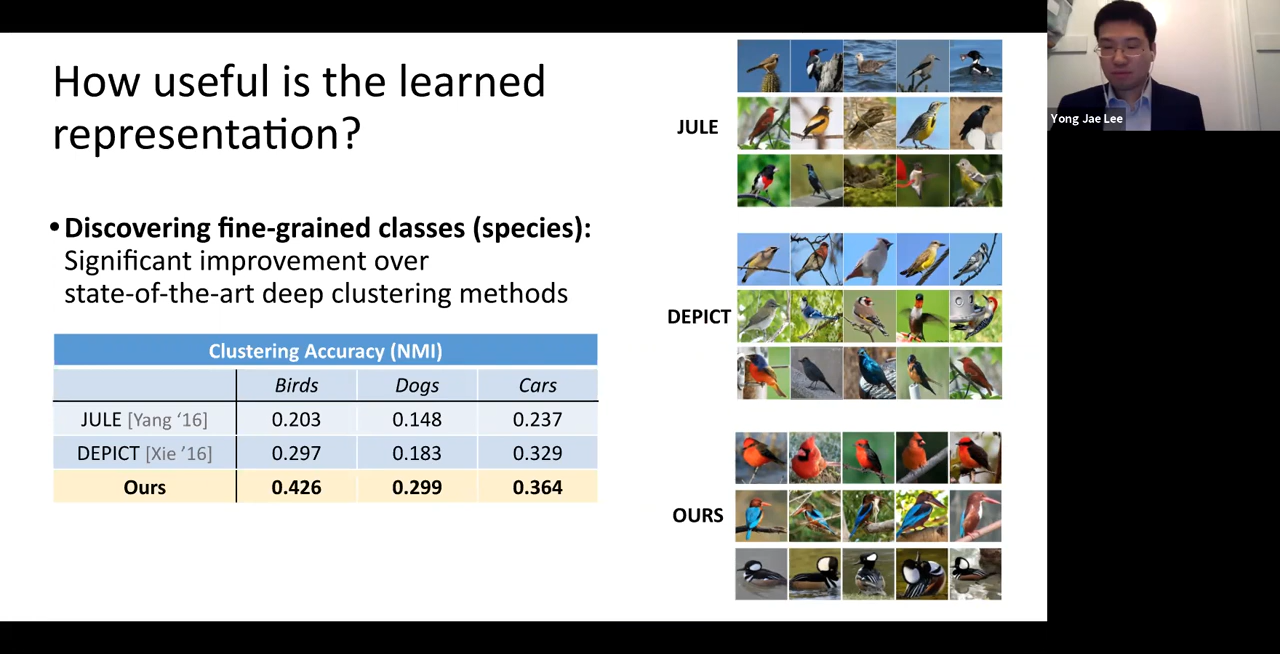 How useful is the learned
representation?
• Discovering fine-grained classes (species):
Significant improvement over
state-of-the-art deep clustering methods
Clustering Accuracy (NMI)
Birds Dogs Cars
JULE [Yang ‘16] 0.203 0.148 0.237
DEPICT [Xie ’16] 0.297 0.183 0.329
Ours 0.426 0.299 0.364
JULE
DEPICT
OURS
Yong Jae Lee